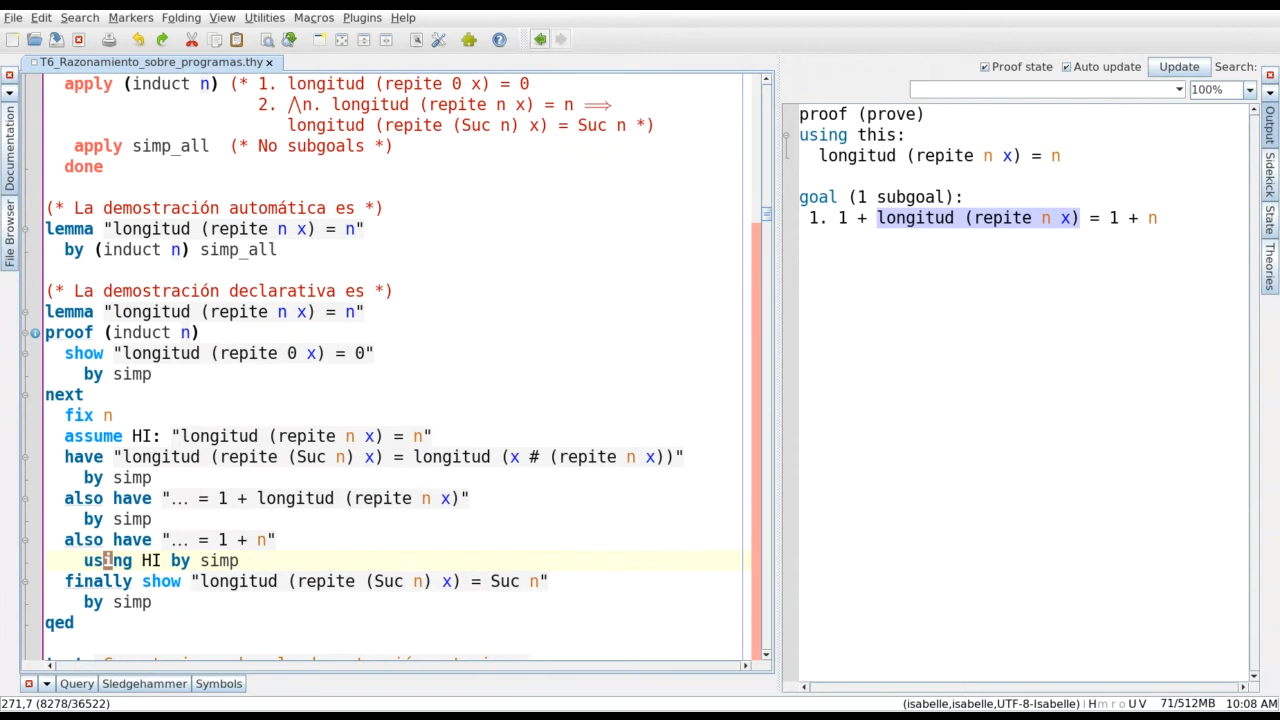 File Edit Search Markers Folding View Utilities Macros Plugins Help
T6_Razonamiento_sobre_programas.thy
Proof state Auto update Update Search:
100%
apply (induct n) (* 1. longitud (repite 0 x) = 0
2. ⋀n. longitud (repite n x) = n ⟹
longitud (repite (Suc n) x) = Suc n *)
apply simp_all (* No subgoals *)
done
(* La demostración automática es *)
lemma "longitud (repite n x) = n"
by (induct n) simp_all
(* La demostración declarativa es *)
lemma "longitud (repite n x) = n"
proof (induct n)
show "longitud (repite 0 x) = 0"
by simp
next
fix n
assume HI: "longitud (repite n x) = n"
have "longitud (repite (Suc n) x) = longitud (x # (repite n x))"
by simp
also have "… = 1 + longitud (repite n x)"
by simp
also have "… = 1 + n"
using HI by simp
finally show "longitud (repite (Suc n) x) = Suc n"
by simp
qed
proof (prove)
using this:
longitud (repite n x) = n
goal (1 subgoal):
1. 1 + longitud (repite n x) = 1 + n
Documentation
File Browser
Output
Sidekick
State
Theories
Query Sledgehammer Symbols
271,7 (8278/36522)
(isabelle,isabelle,UTF-8-Isabelle) H m r o U V 71/512MB 10:08 AM